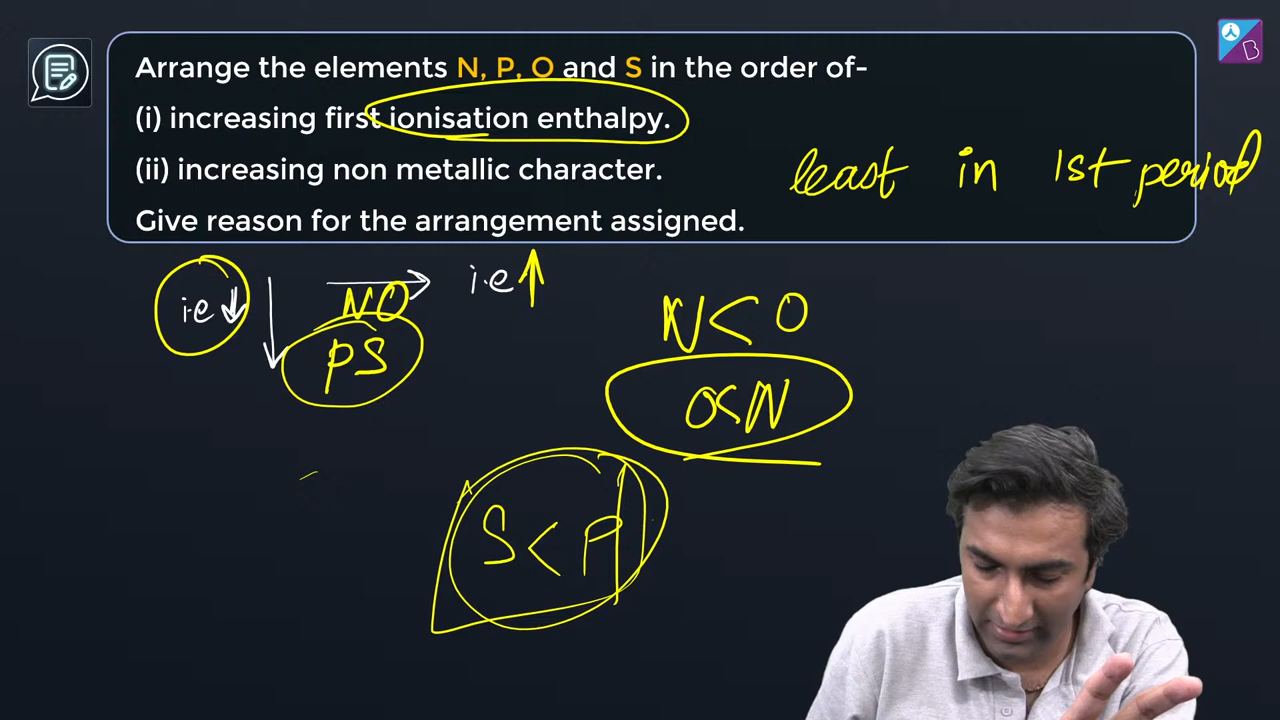 Arrange the elements N, P, O and S in the order of-
(i) increasing first ionisation enthalpy.
(ii) increasing non metallic character.
Give reason for the arrangement assigned.
least in 1st period
i.e ↓
NO
PS
i.e ↑
N < O
O < N
S < P
B